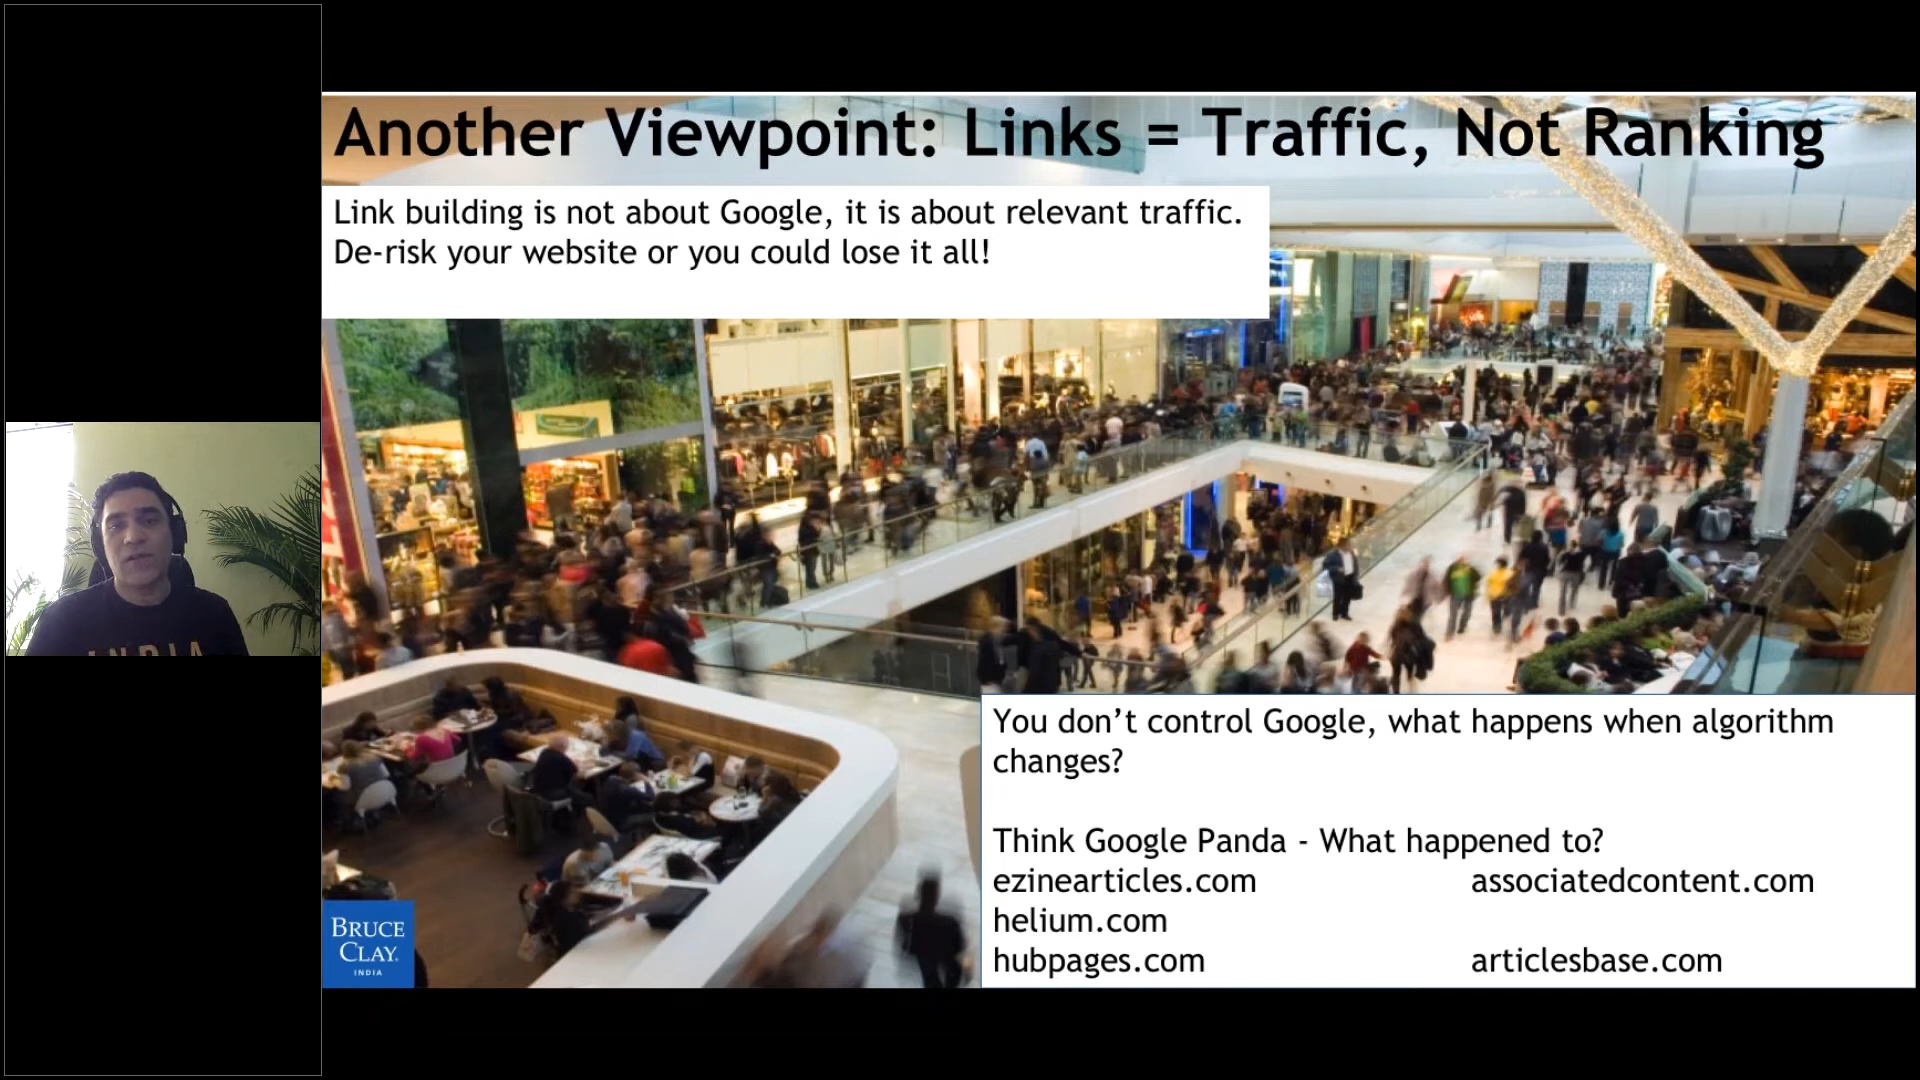 Another Viewpoint: Links = Traffic, Not Ranking
Link building is not about Google, it is about relevant traffic.
De-risk your website or you could lose it all!
INDIA
You don't control Google, what happens when algorithm
changes?
Think Google Panda - What happened to?
ezinearticles.com associatedcontent.com
helium.com
hubpages.com articlesbase.com
BRUCE
CLAY.
INDIA